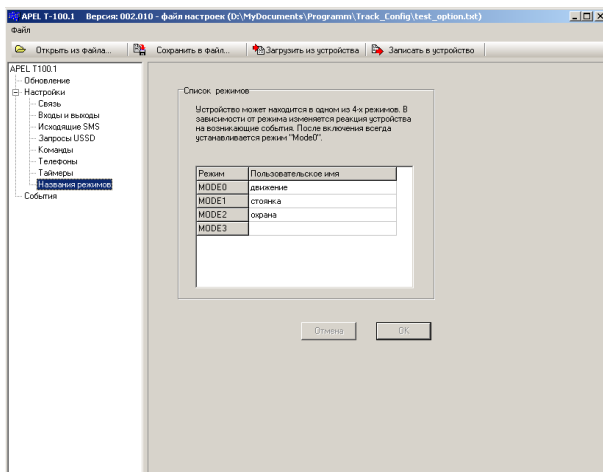 APEL T-100.1 Версия: 002.010 - файл настроек (D:\MyDocuments\Programm\Track_Config\test_option.txt)
Файл
Открыть из файла... Сохранить в файл... Загрузить из устройства Записать в устройство
APEL T100.1
Обновление
Настройки
Связь
Входы и выходы
Исходящие SMS
Запросы USSD
Команды
Телефоны
Таймеры
Названия режимов
События
Список режимов
Устройство может находится в одном из 4-х режимов. В
зависимости от режима изменяется реакция устройства
на возникающие события. После включения всегда
устанавливается режим "Mode0".
Режим Пользовательское имя
MODE0 движение
MODE1 стоянка
MODE2 охрана
MODE3
Отмена OK